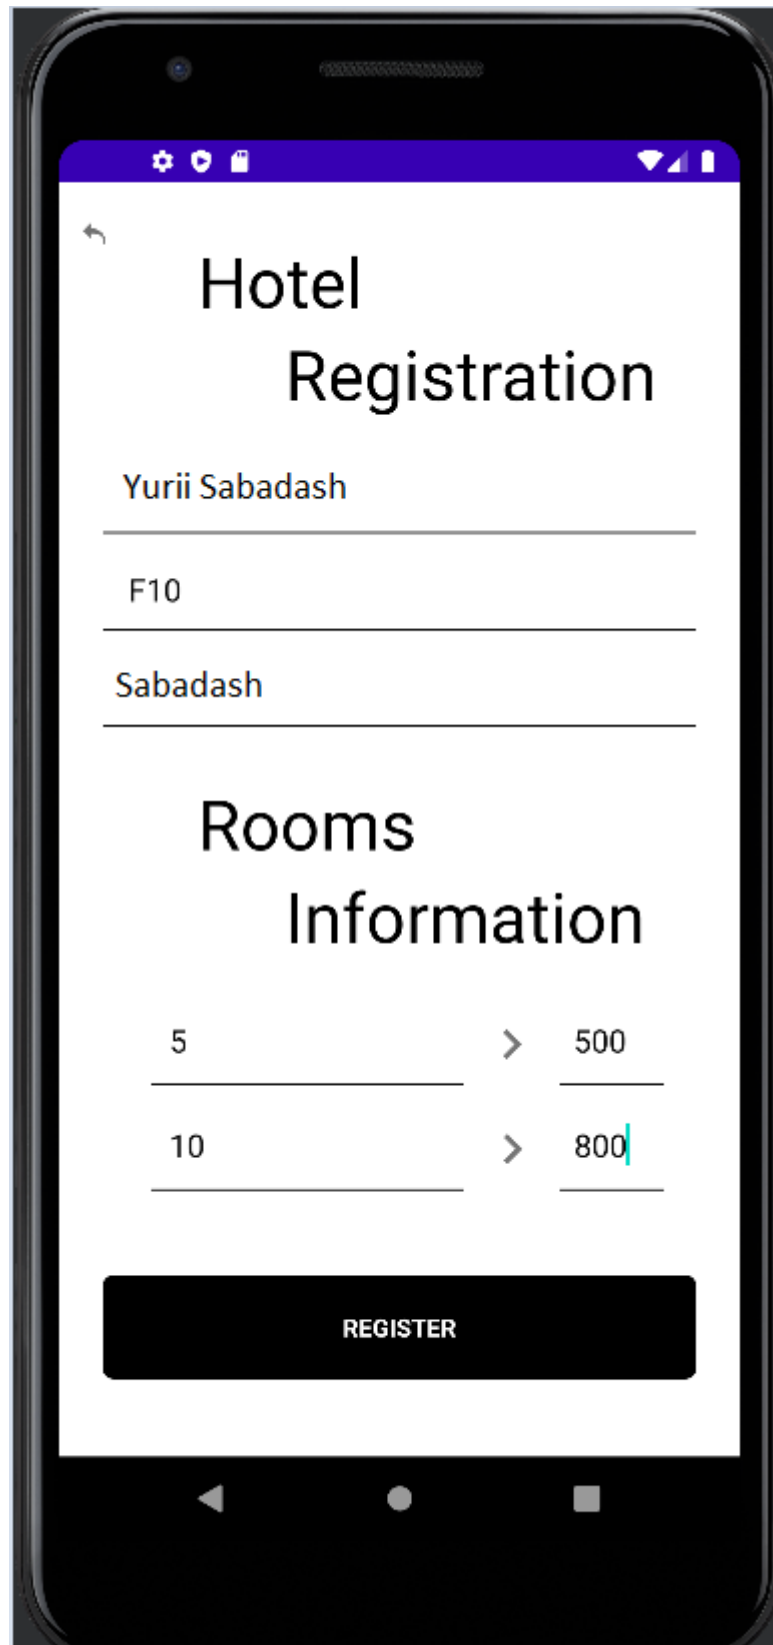 Hotel
Registration
Yurii Sabadash
F10
Sabadash
Rooms
Information
5 > 500
10 > 800
REGISTER